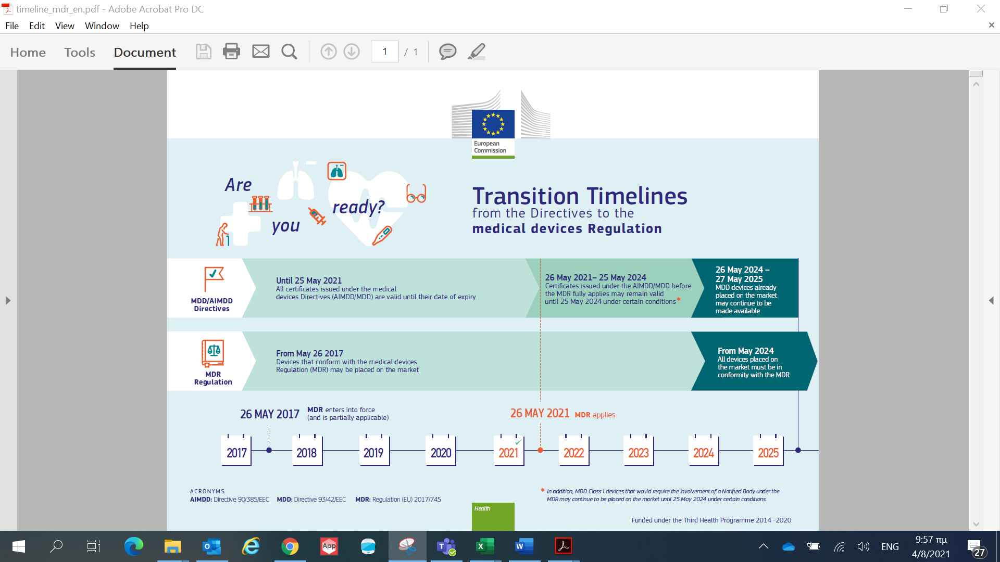 timeline_mdr_en.pdf - Adobe Acrobat Pro DC
File Edit View Window Help
Home Tools Document 1 / 1
European
Commission
Are
you
ready?
Transition Timelines
from the Directives to the
medical devices Regulation
MDD/AIMDD
Directives
Until 25 May 2021
All certificates issued under the medical
devices Directives (AIMDD/MDD) are valid until their date of expiry
26 May 2021– 25 May 2024
Certificates issued under the AIMDD/MDD before
the MDR fully applies may remain valid
until 25 May 2024 under certain conditions*
26 May 2024 –
27 May 2025
MDD devices already
placed on the market
may continue to be
made available
MDR
Regulation
From May 26 2017
Devices that conform with the medical devices
Regulation (MDR) may be placed on the market
From May 2024
All devices placed on
the market must be in
conformity with the MDR
26 MAY 2017 MDR enters into force
(and is partially applicable)
26 MAY 2021 MDR applies
2017 2018 2019 2020 2021 2022 2023 2024 2025
ACRONYMS
AIMDD: Directive 90/385/EEC MDD: Directive 93/42/EEC MDR: Regulation (EU) 2017/745
* In addition, MDD Class I devices that would require the involvement of a Notified Body under the
MDR may continue to be placed on the market until 25 May 2024 under certain conditions.
Health
Funded under the Third Health Programme 2014 -2020
App
ENG
9:57 πμ
4/8/2021
27